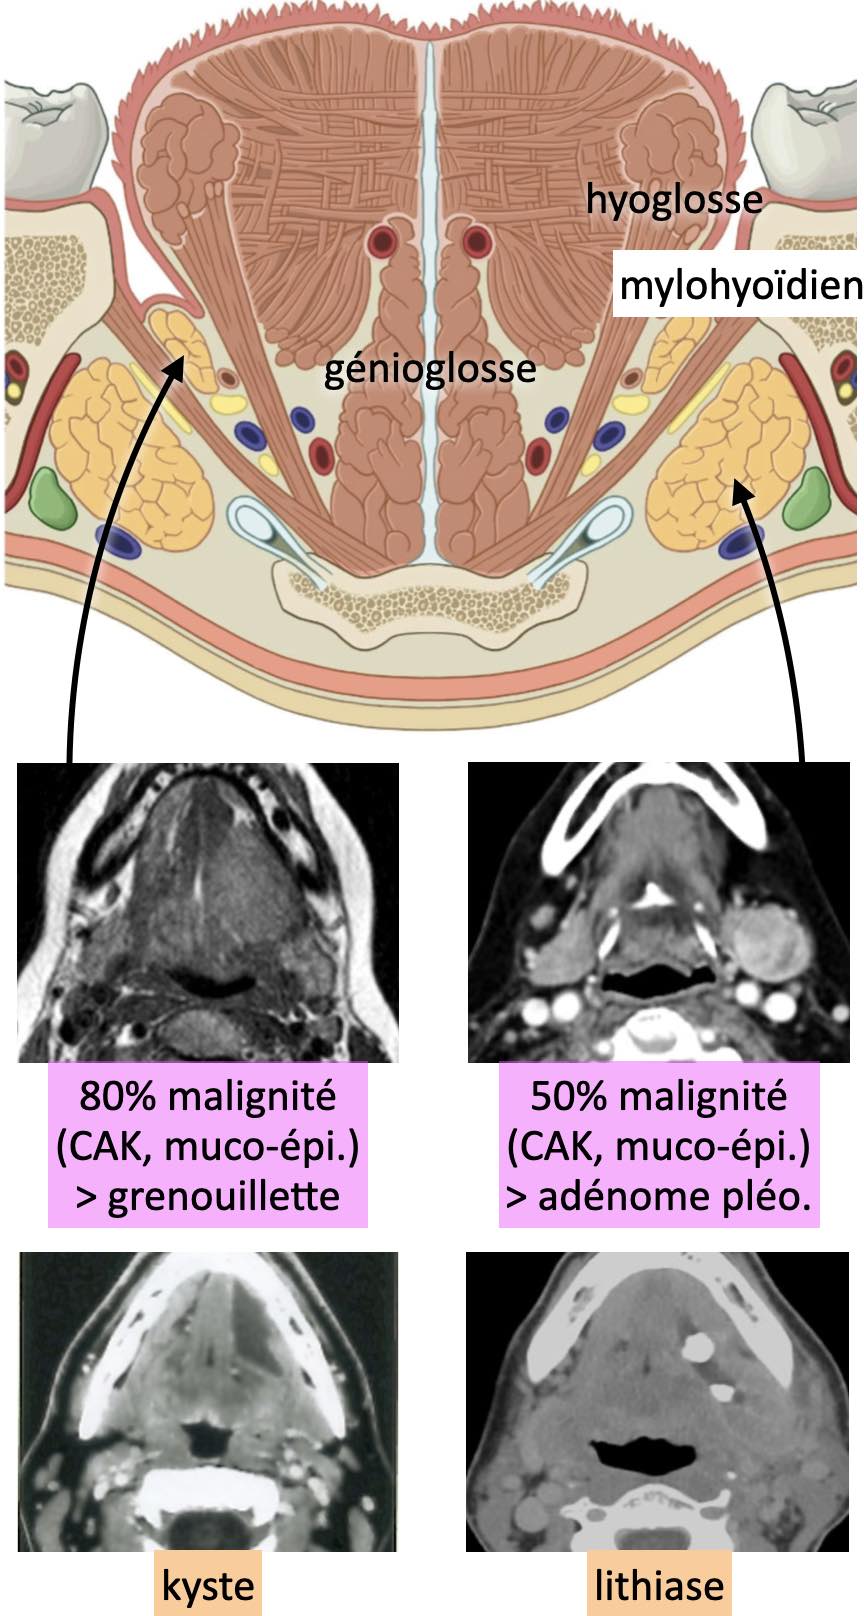 hyoglosse
mylohyoïdien
génioglosse
80% malignité
(CAK, muco-épi.)
> grenouillette
50% malignité
(CAK, muco-épi.)
> adénome pléo.
kyste
lithiase